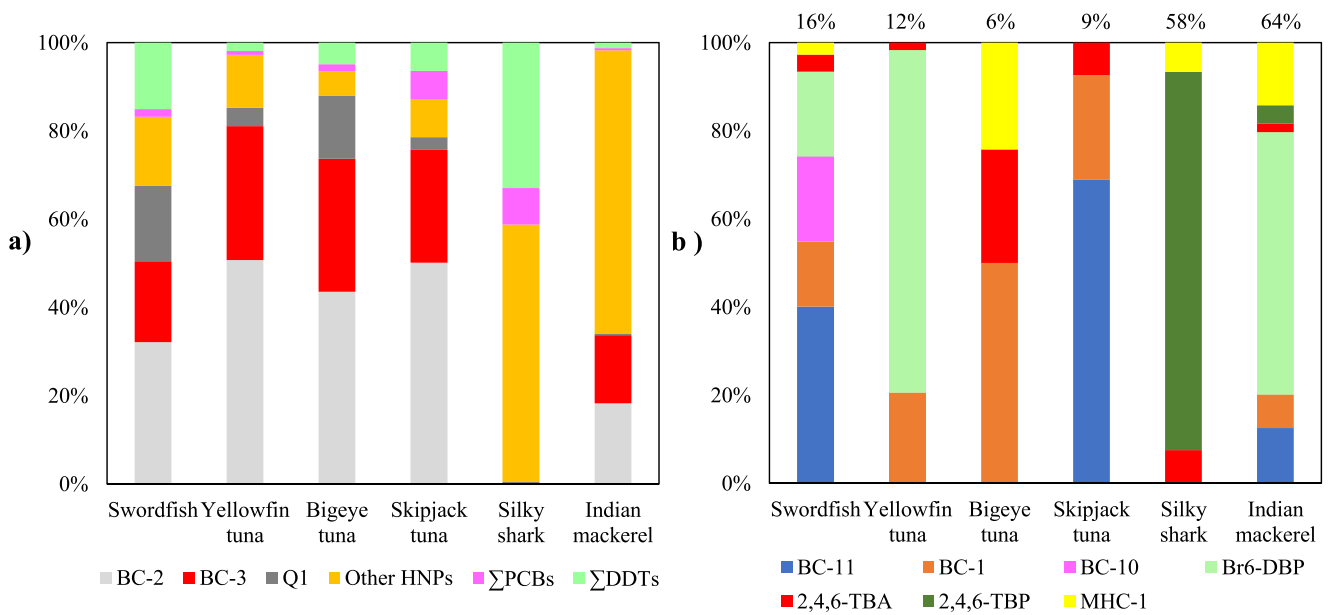 a)
100%
80%
60%
40%
20%
0%
Swordfish Yellowfin tuna Bigeye tuna Skipjack tuna Silky shark Indian mackerel
BC-2 BC-3 Q1 Other HNPs ∑PCBs ∑DDTs
b )
16% 12% 6% 9% 58% 64%
100%
80%
60%
40%
20%
0%
Swordfish Yellowfin tuna Bigeye tuna Skipjack tuna Silky shark Indian mackerel
BC-11 BC-1 BC-10 Br6-DBP
2,4,6-TBA 2,4,6-TBP MHC-1